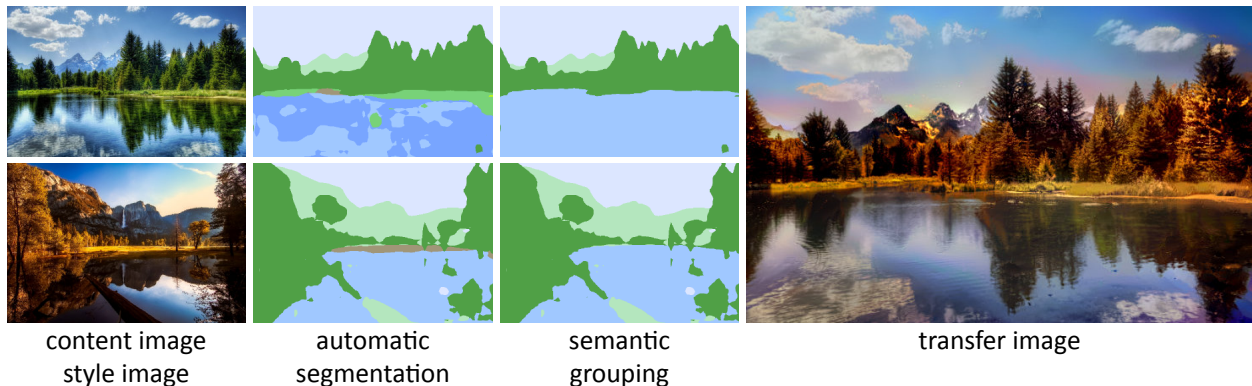 content image
style image
automatic
segmentation
semantic
grouping
transfer image